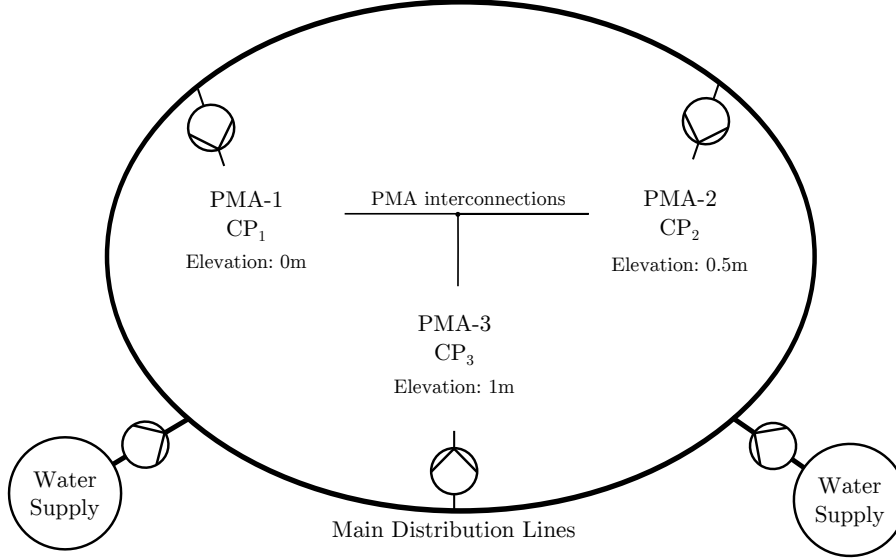 PMA interconnections
PMA-1
CP₁
Elevation: 0m
PMA-2
CP₂
Elevation: 0.5m
PMA-3
CP₃
Elevation: 1m
Water
Supply
Water
Supply
Main Distribution Lines